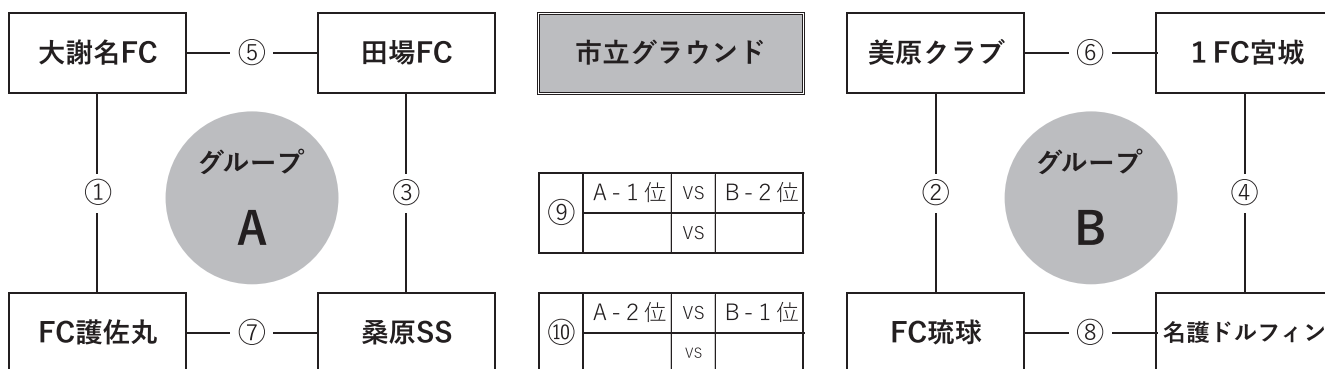 大謝名FC
⑤
田場FC
市立グラウンド
美原クラブ
⑥
1FC宮城
グループ
A
グループ
B
①
③
⑨
A-1位 VS B-2位
VS
②
④
FC護佐丸
⑦
桑原SS
⑩
A-2位 VS B-1位
VS
FC琉球
⑧
名護ドルフィン